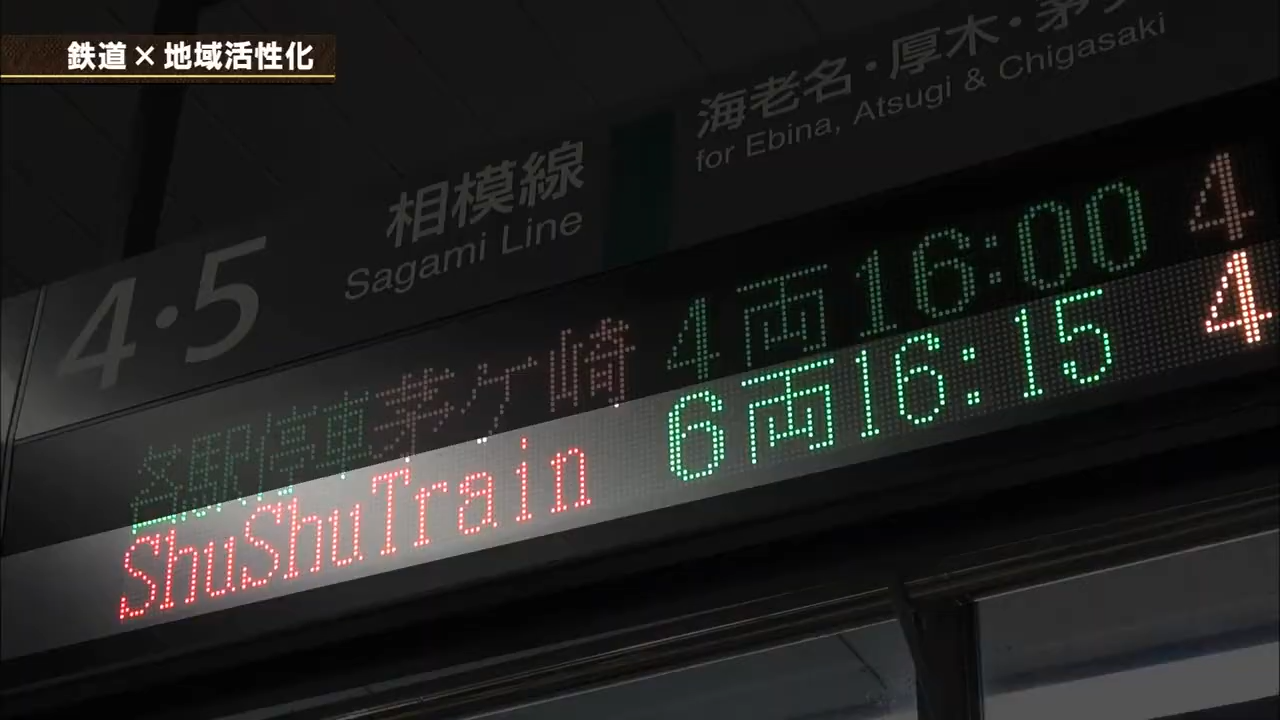 鉄道×地域活性化
4・5
相模線
Sagami Line
海老名・厚木・茅
for Ebina, Atsugi & Chigasaki
各駅停車 茅ケ崎 4両 16:00 4
ShuShuTrain 6両 16:15 4